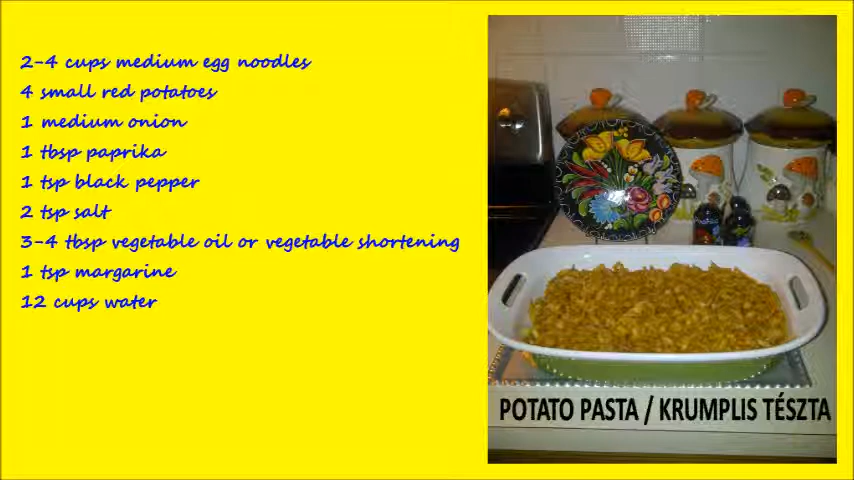 2-4 cups medium egg noodles
4 small red potatoes
1 medium onion
1 tbsp paprika
1 tsp black pepper
2 tsp salt
3-4 tbsp vegetable oil or vegetable shortening
1 tsp margarine
12 cups water
POTATO PASTA / KRUMPLIS TÉSZTA